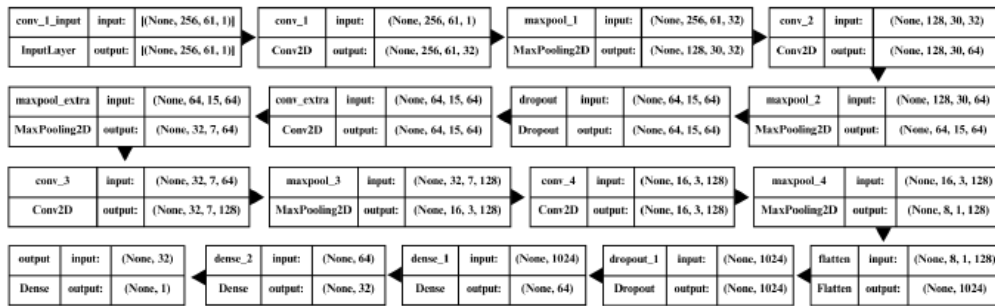 conv_1_input input: [(None, 256, 61, 1)]
InputLayer output: [(None, 256, 61, 1)]
conv_1 input: (None, 256, 61, 1)
Conv2D output: (None, 256, 61, 32)
maxpool_1 input: (None, 256, 61, 32)
MaxPooling2D output: (None, 128, 30, 32)
conv_2 input: (None, 128, 30, 32)
Conv2D output: (None, 128, 30, 64)
maxpool_2 input: (None, 128, 30, 64)
MaxPooling2D output: (None, 64, 15, 64)
dropout input: (None, 64, 15, 64)
Dropout output: (None, 64, 15, 64)
conv_extra input: (None, 64, 15, 64)
Conv2D output: (None, 64, 15, 64)
maxpool_extra input: (None, 64, 15, 64)
MaxPooling2D output: (None, 32, 7, 64)
conv_3 input: (None, 32, 7, 64)
Conv2D output: (None, 32, 7, 128)
maxpool_3 input: (None, 32, 7, 128)
MaxPooling2D output: (None, 16, 3, 128)
conv_4 input: (None, 16, 3, 128)
Conv2D output: (None, 16, 3, 128)
maxpool_4 input: (None, 16, 3, 128)
MaxPooling2D output: (None, 8, 1, 128)
flatten input: (None, 8, 1, 128)
Flatten output: (None, 1024)
dropout_1 input: (None, 1024)
Dropout output: (None, 1024)
dense_1 input: (None, 1024)
Dense output: (None, 64)
dense_2 input: (None, 64)
Dense output: (None, 32)
output input: (None, 32)
Dense output: (None, 1)